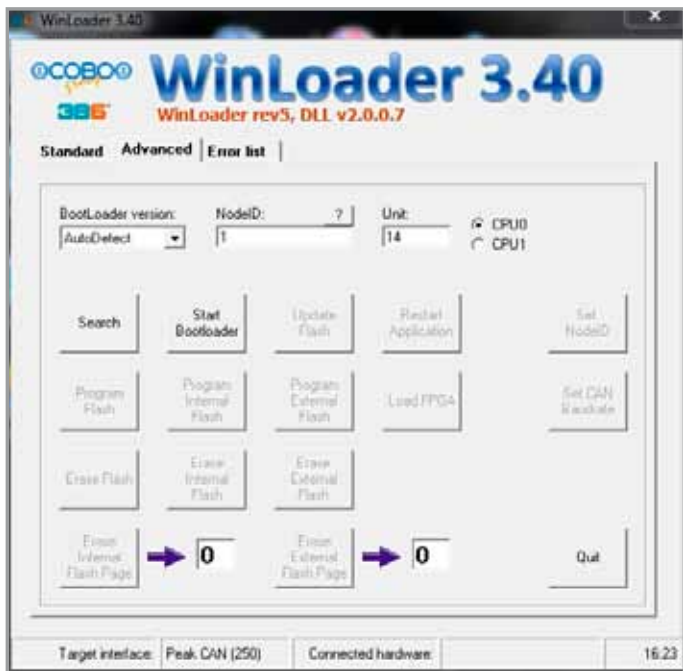 WinLoader 3.40
COBO
3B6
WinLoader 3.40
WinLoader rev5, DLL v2.0.0.7
Standard Advanced Error list
BootLoader version: NodeID: ? Unit:
AutoDetect 1 14
CPU0
CPU1
Search Start Bootloader Update Flash Restart Application Set NodeID
Program Flash Program Internal Flash Program External Flash Load FPGA Set CAN Baudrate
Erase Flash Erase Internal Flash Erase External Flash
Erase Internal Flash Page 0 Erase External Flash Page 0 Quit
Target interface: Peak CAN (250) Connected hardware: 16:23